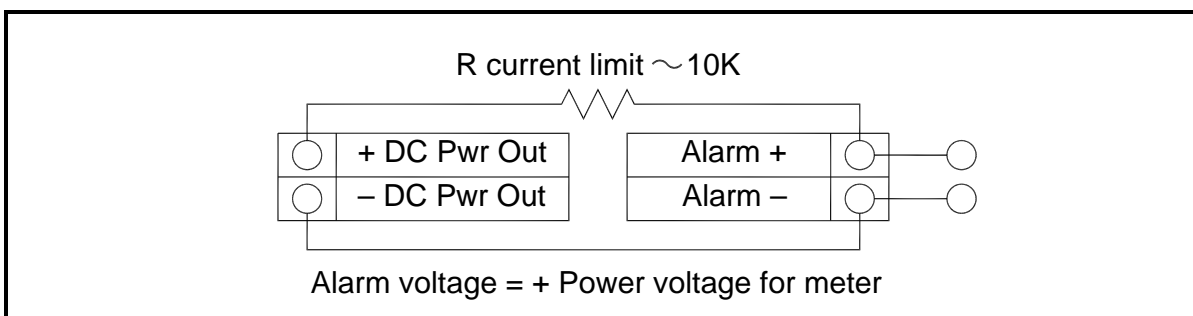 R current limit ～ 10K
+ DC Pwr Out
Alarm +
– DC Pwr Out
Alarm –
Alarm voltage = + Power voltage for meter